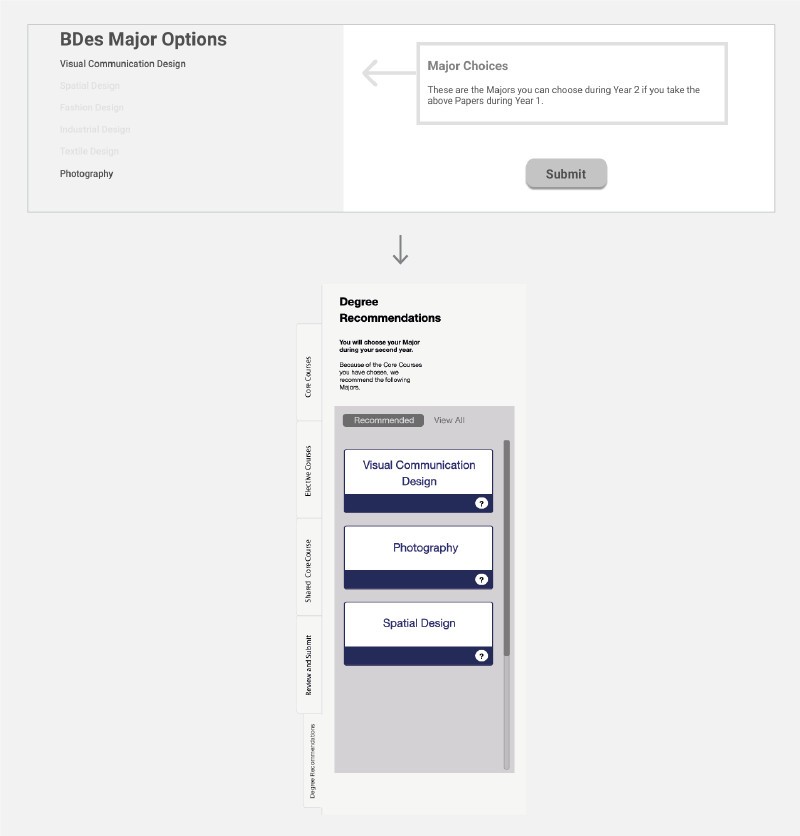 BDes Major Options
Visual Communication Design
Spatial Design
Fashion Design
Industrial Design
Textile Design
Photography
Major Choices
These are the Majors you can choose during Year 2 if you take the
above Papers during Year 1.
Submit
Degree
Recommendations
You will choose your Major
during your second year.
Because of the Core Courses
you have chosen, we
recommend the following
Majors.
Core Courses
Elective Courses
Shared Core Course
Review and Submit
Degree Recommendations
Recommended View All
Visual Communication
Design
?
Photography
?
Spatial Design
?